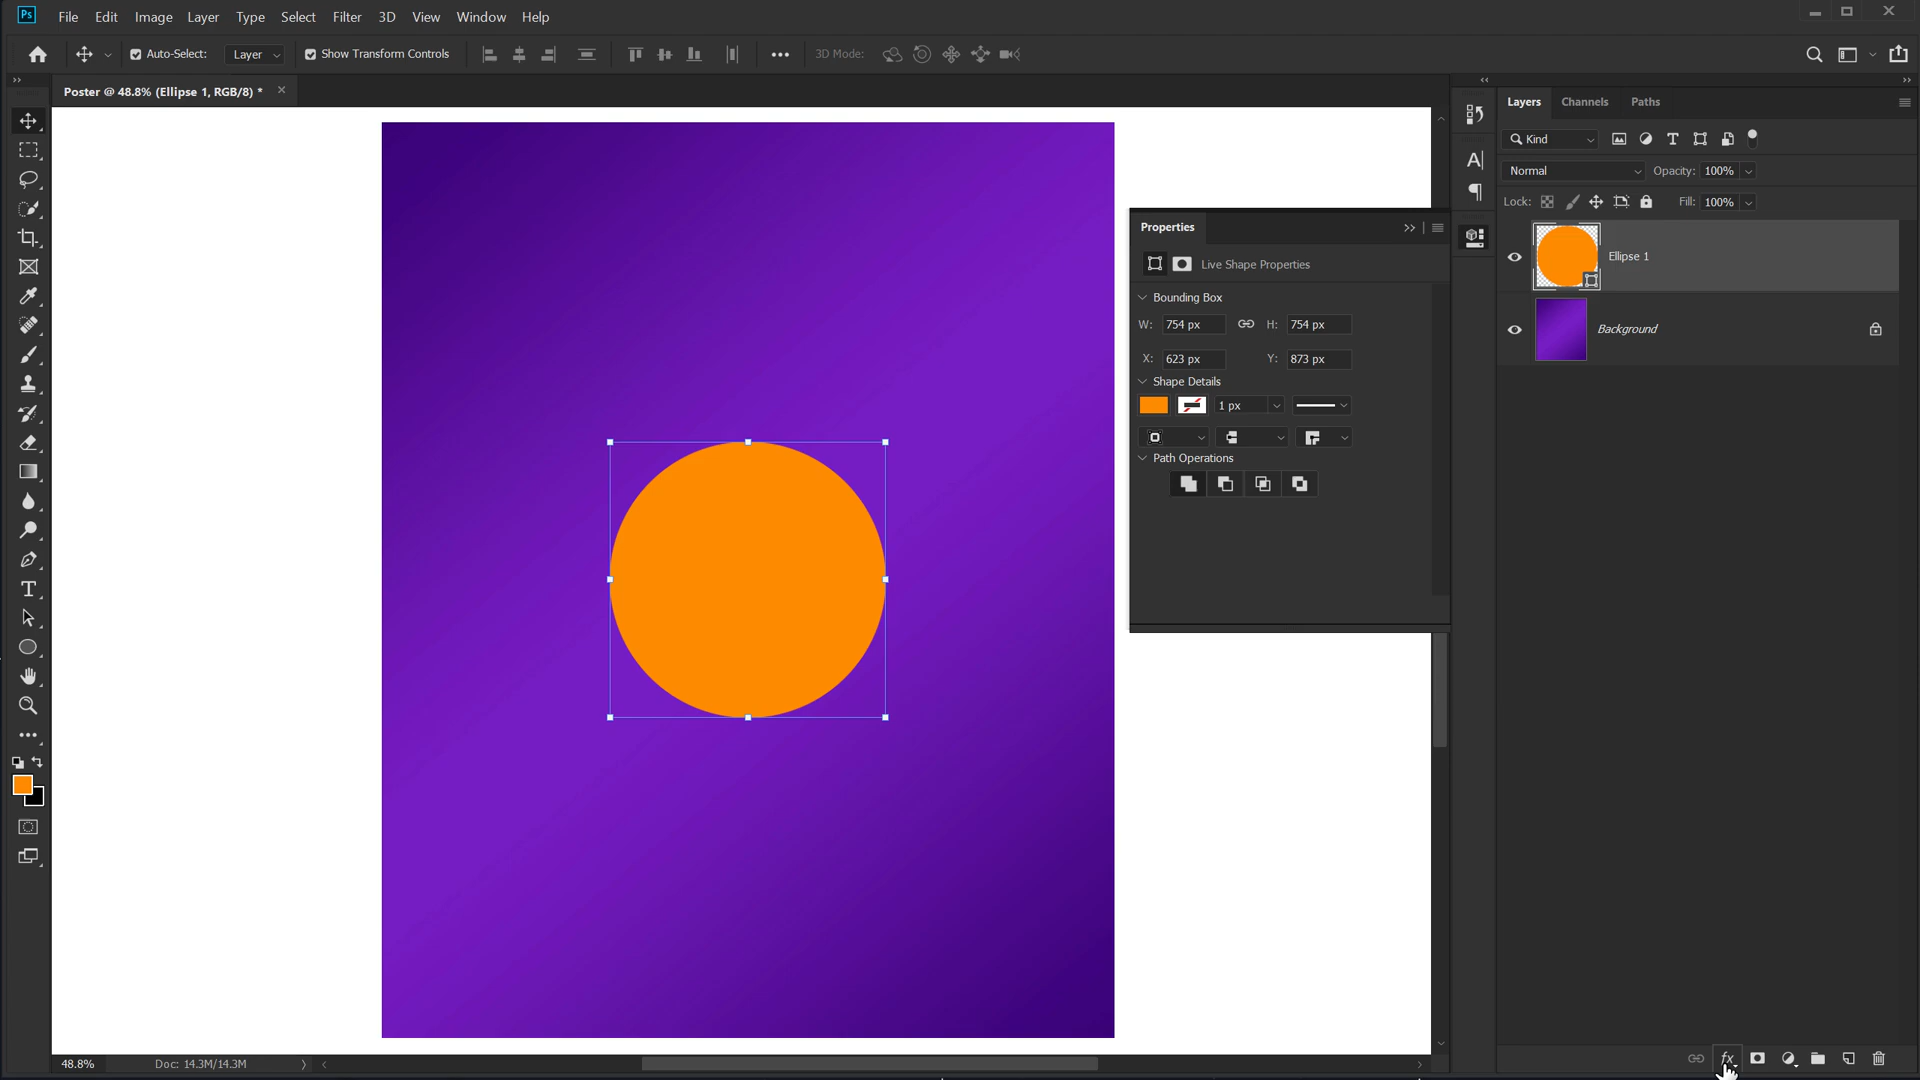 Ps File Edit Image Layer Type Select Filter 3D View Window Help
Auto-Select: Layer Show Transform Controls 3D Mode:
Poster @ 48.8% (Ellipse 1, RGB/8) *
Layers Channels Paths
Kind
Normal Opacity: 100%
Lock: Fill: 100%
Ellipse 1
Background
Properties
Live Shape Properties
Bounding Box
W: 754 px H: 754 px
X: 623 px Y: 873 px
Shape Details
1 px
Path Operations
48.8% Doc: 14.3M/14.3M
fx